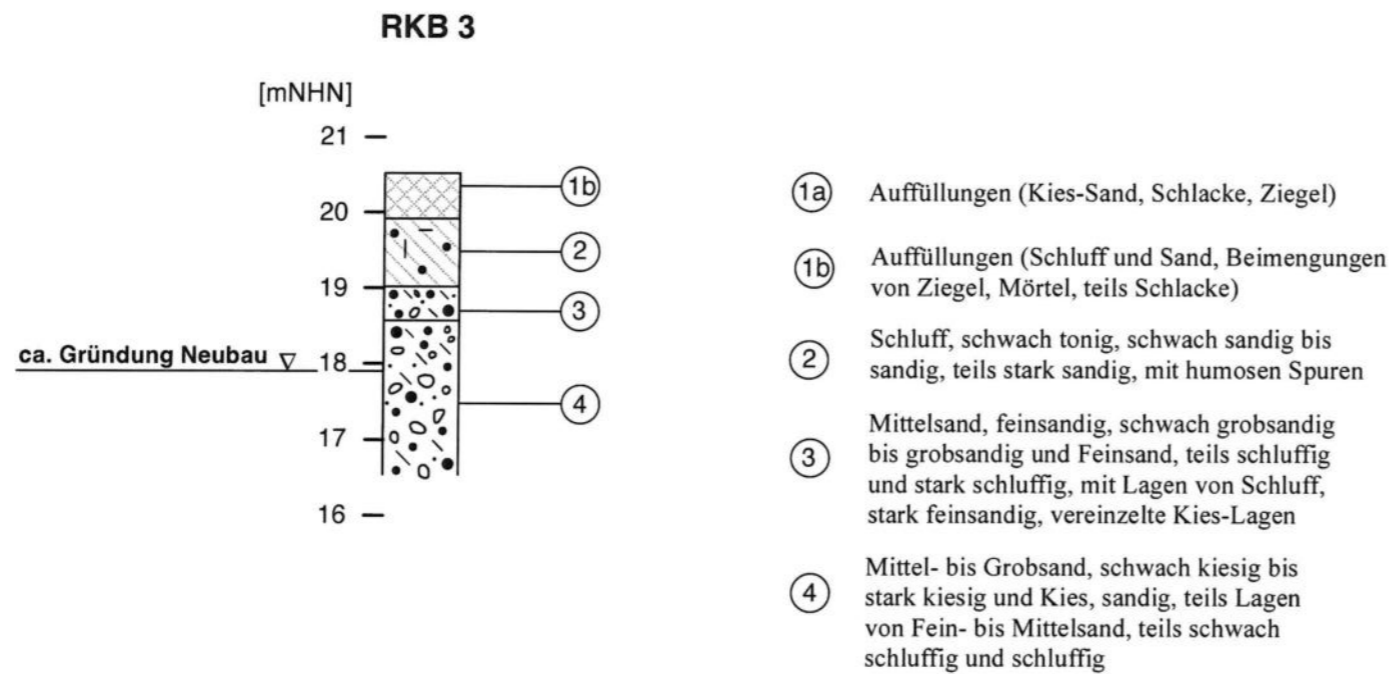 RKB 3
[mNHN]
21
20
19
18
17
16
ca. Gründung Neubau
1b
2
3
4
1a Auffüllungen (Kies-Sand, Schlacke, Ziegel)
1b Auffüllungen (Schluff und Sand, Beimengungen
von Ziegel, Mörtel, teils Schlacke)
2 Schluff, schwach tonig, schwach sandig bis
sandig, teils stark sandig, mit humosen Spuren
3 Mittelsand, feinsandig, schwach grobsandig
bis grobsandig und Feinsand, teils schluffig
und stark schluffig, mit Lagen von Schluff,
stark feinsandig, vereinzelte Kies-Lagen
4 Mittel- bis Grobsand, schwach kiesig bis
stark kiesig und Kies, sandig, teils Lagen
von Fein- bis Mittelsand, teils schwach
schluffig und schluffig